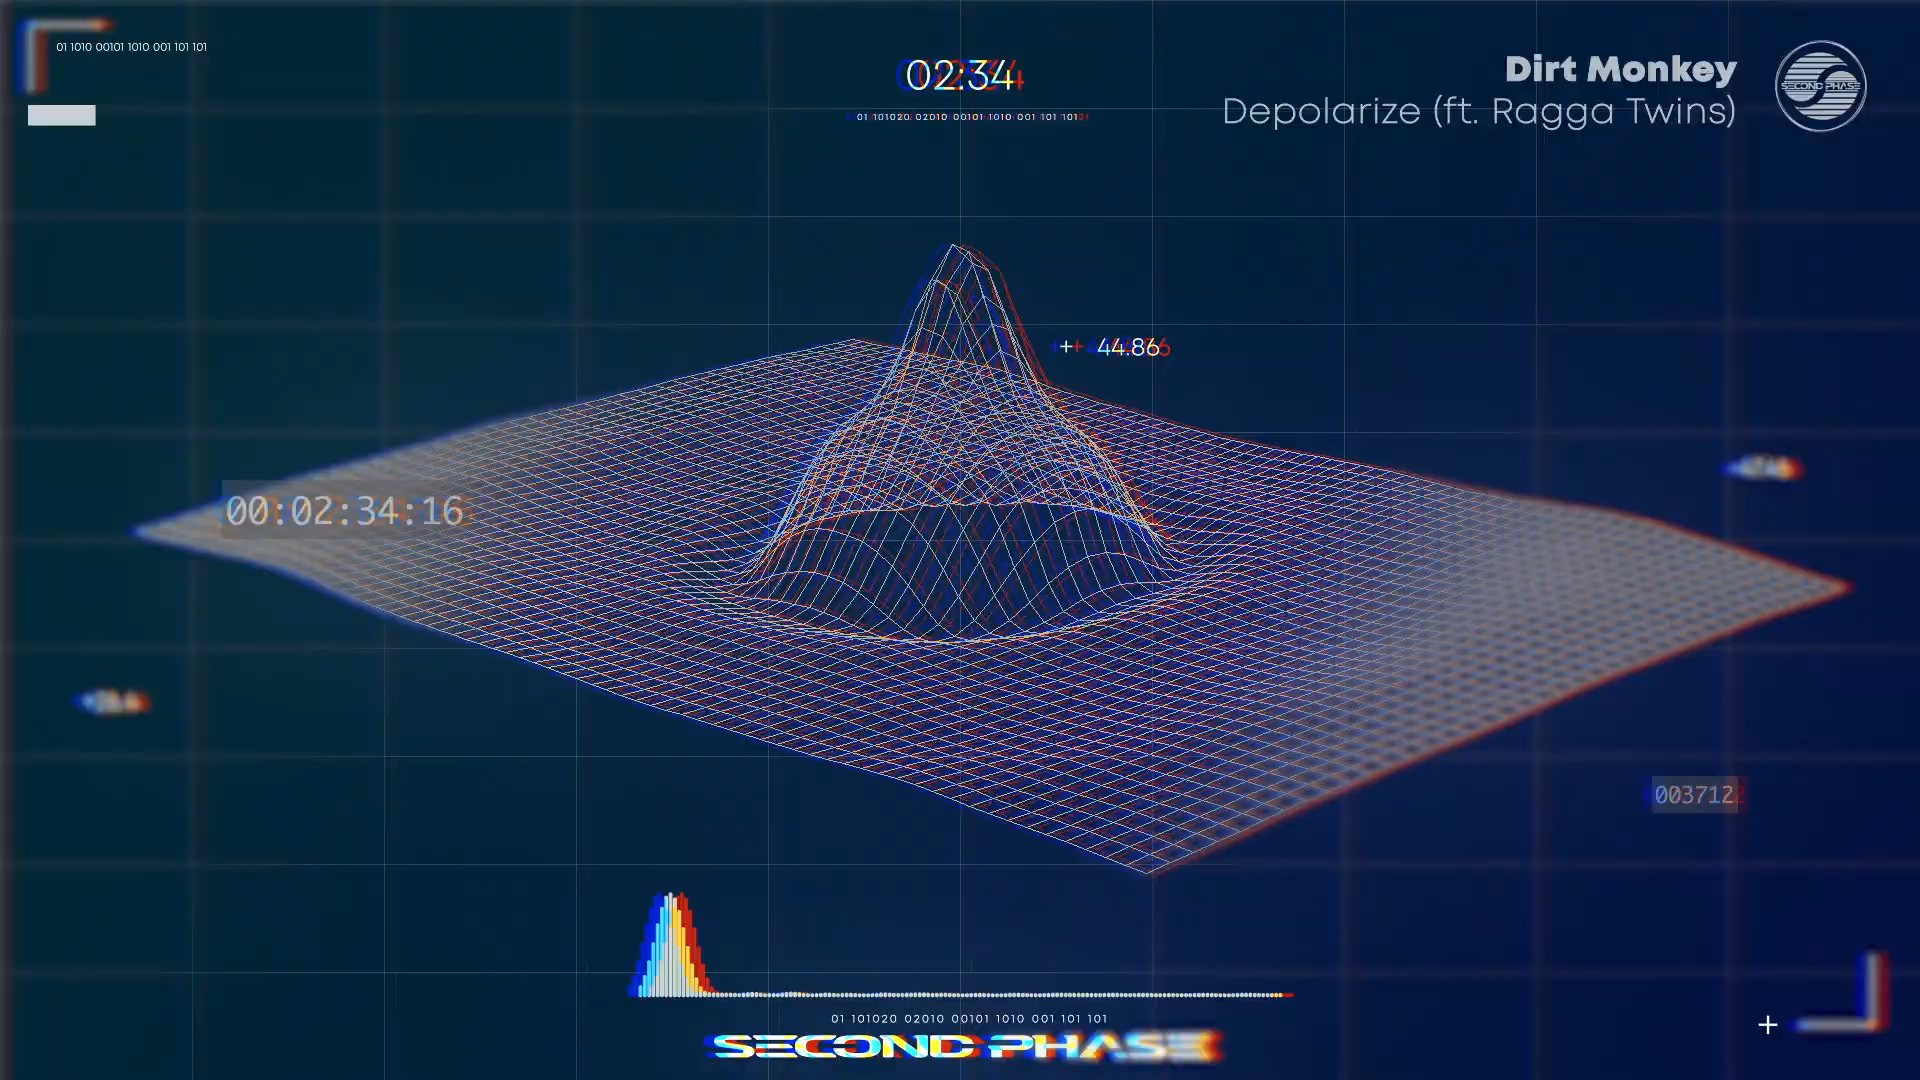 01 1010 00101 1010 001 101 101
02:34
01 101020 02010 00101 1010 001 101 101
Dirt Monkey
Depolarize (ft. Ragga Twins)
SECOND PHASE
44.86
00:02:34:16
003712
01 101020 02010 00101 1010 001 101 101
SECOND PHASE